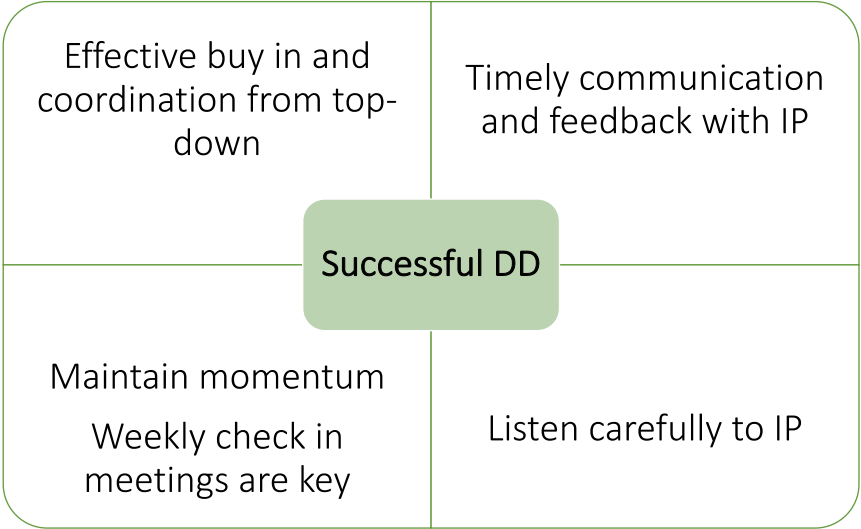 Effective buy in and
coordination from top-
down
Timely communication
and feedback with IP
Successful DD
Maintain momentum
Weekly check in
meetings are key
Listen carefully to IP